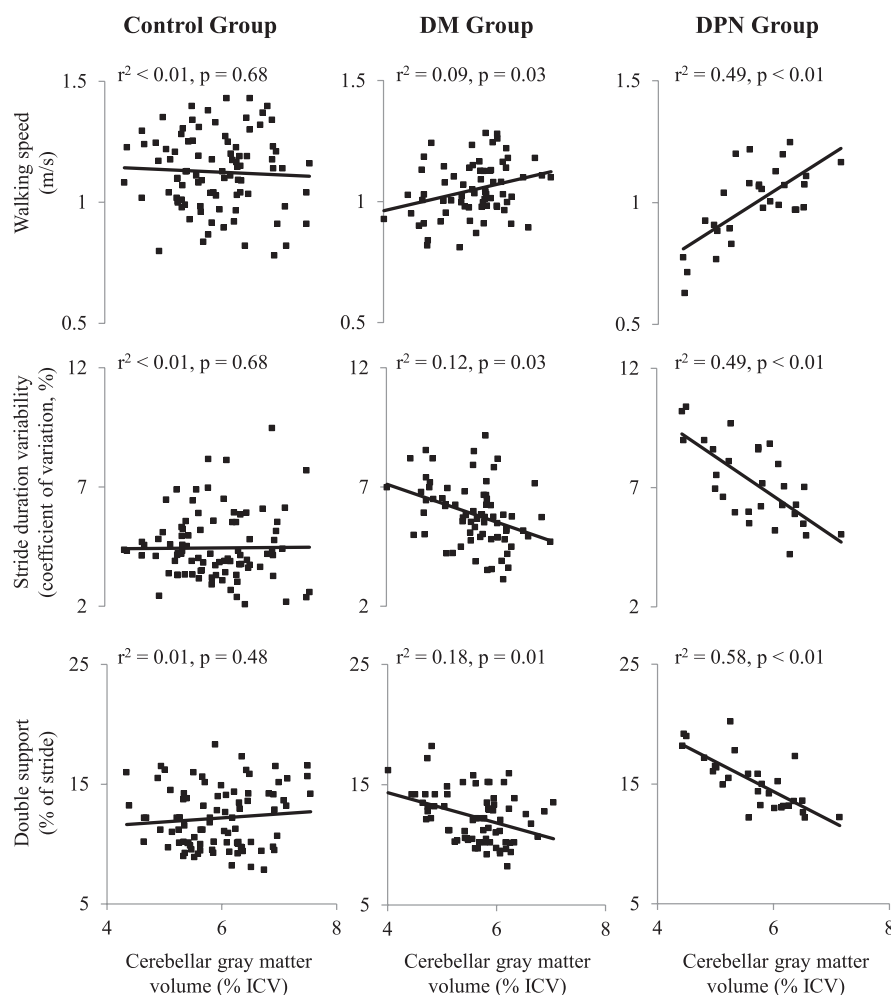 Control Group DM Group DPN Group
r² < 0.01, p = 0.68 r² = 0.09, p = 0.03 r² = 0.49, p < 0.01
Walking speed
(m/s)
1.5 1.5 1.5
1 1 1
0.5 0.5 0.5
r² < 0.01, p = 0.68 r² = 0.12, p = 0.03 r² = 0.49, p < 0.01
Stride duration variability
(coefficient of variation, %)
12 12 12
7 7 7
2 2 2
r² = 0.01, p = 0.48 r² = 0.18, p = 0.01 r² = 0.58, p < 0.01
Double support
(% of stride)
25 25 25
15 15 15
5 5 5
4 6 8 4 6 8 4 6 8
Cerebellar gray matter Cerebellar gray matter Cerebellar gray matter
volume (% ICV) volume (% ICV) volume (% ICV)